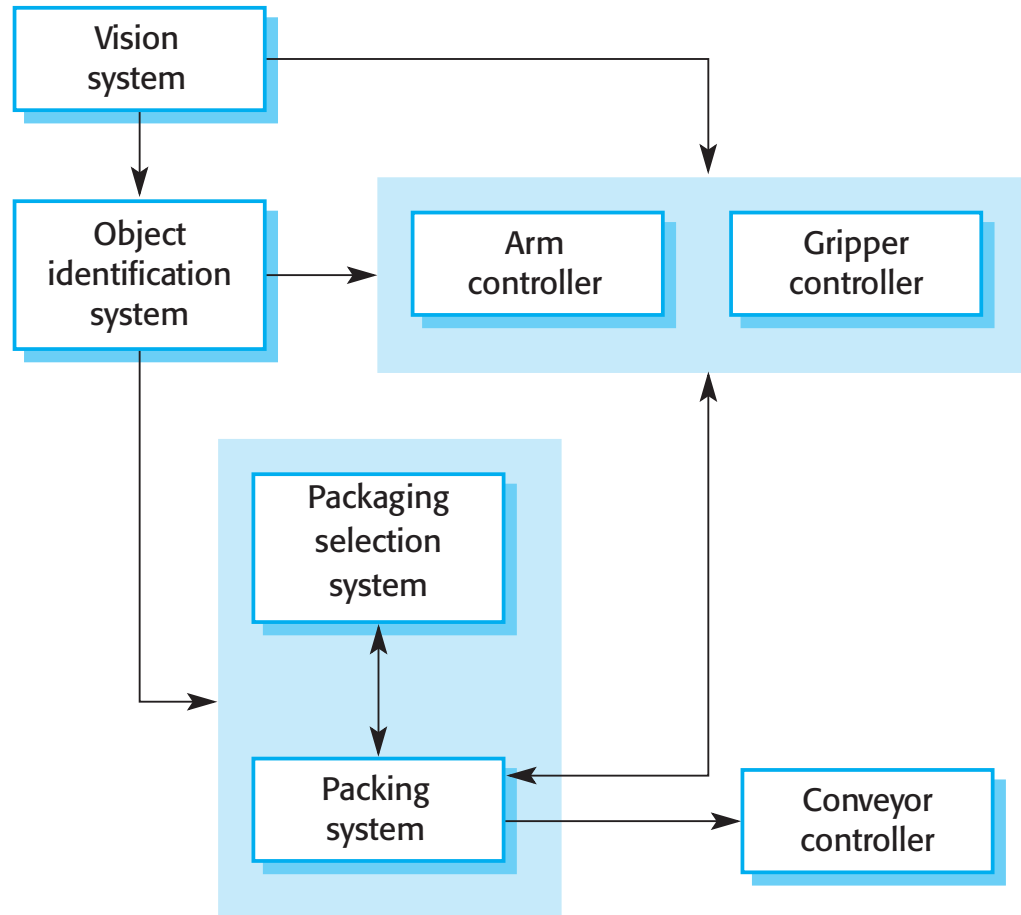 Vision
system
Object
identification
system
Arm
controller
Gripper
controller
Packaging
selection
system
Packing
system
Conveyor
controller